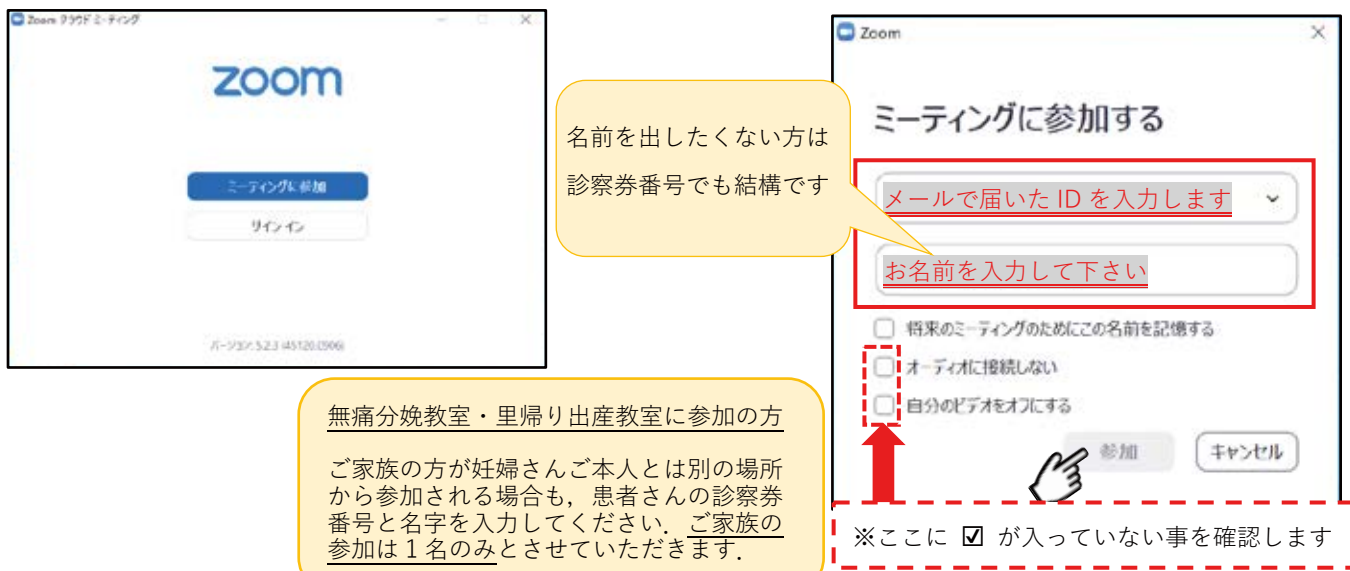 Zoom クラウド ミーティング
zoom
ミーティングに参加
サインイン
バージョン: 5.2.3 (45120.0906)
名前を出したくない方は
診察券番号でも結構です
Zoom
ミーティングに参加する
メールで届いた ID を入力します
お名前を入力して下さい
将来のミーティングのためにこの名前を記憶する
オーディオに接続しない
自分のビデオをオフにする
参加
キャンセル
無痛分娩教室・里帰り出産教室に参加の方
ご家族の方が妊婦さんご本人とは別の場所
から参加される場合も，患者さんの診察券
番号と名字を入力してください．ご家族の
参加は１名のみとさせていただきます．
※ここに ☑ が入っていない事を確認します